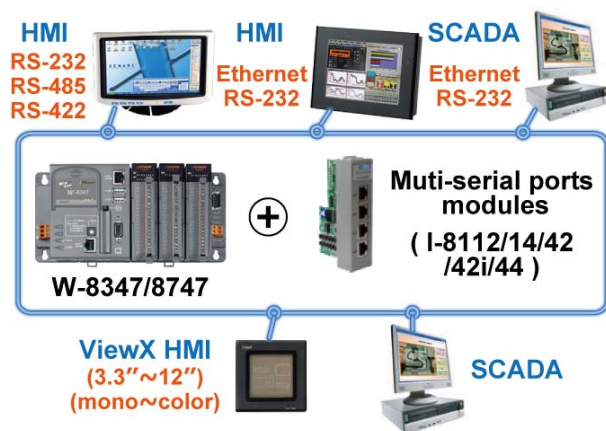 HMI
RS-232
RS-485
RS-422
HMI
Ethernet
RS-232
SCADA
Ethernet
RS-232
W-8347
W-8347/8747
+
Muti-serial ports
modules
( I-8112/14/42
/42i/44 )
ViewX HMI
(3.3″~12″)
(mono~color)
SCADA